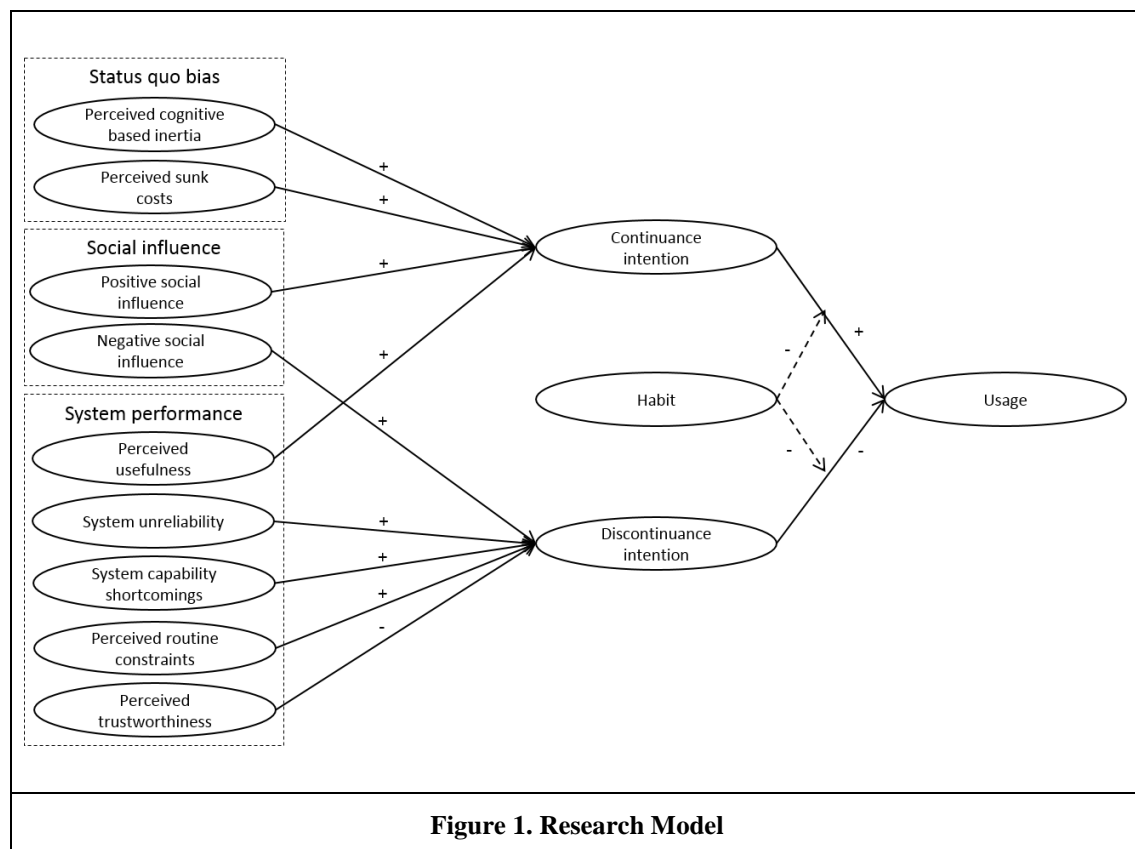 Status quo bias
Perceived cognitive
based inertia
+
Perceived sunk
costs
+
Social influence
Positive social
influence
+
Negative social
influence
+
System performance
Perceived
usefulness
+
System unreliability
+
System capability
shortcomings
+
Perceived routine
constraints
+
Perceived
trustworthiness
-
Continuance
intention
+
Habit
-
-
Usage
Discontinuance
intention
-
Figure 1. Research Model